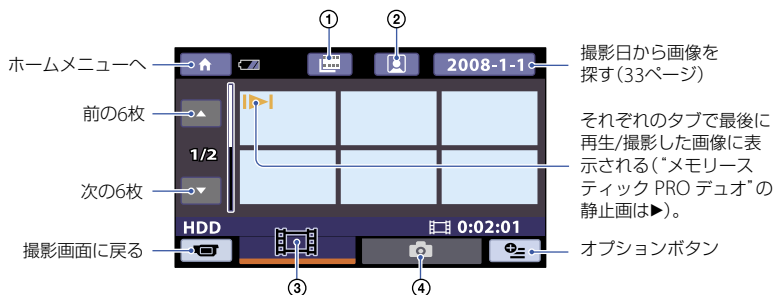 ① ②
ホームメニューへ
2008-1-1
撮影日から画像を
探す(33ページ)
前の6枚
1/2
次の6枚
それぞれのタブで最後に
再生/撮影した画像に表
示される(“メモリース
ティック PRO デュオ”の
静止画は▶)。
HDD
0:02:01
撮影画面に戻る
オプションボタン
③ ④